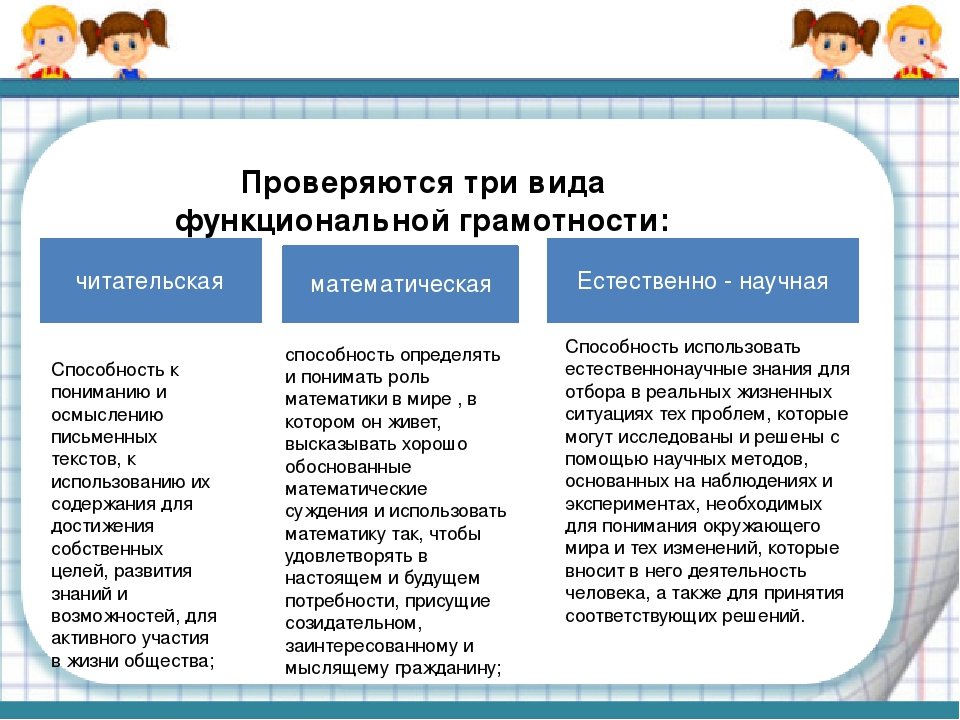 Проверяются три вида
функциональной грамотности:
читательская
математическая
Естественно - научная
Способность к
пониманию и
осмыслению
письменных
текстов, к
использованию их
содержания для
достижения
собственных
целей, развития
знаний и
возможностей, для
активного участия
в жизни общества;
способность определять
и понимать роль
математики в мире , в
котором он живет,
высказывать хорошо
обоснованные
математические
суждения и использовать
математику так, чтобы
удовлетворять в
настоящем и будущем
потребности, присущие
созидательном,
заинтересованному и
мыслящему гражданину;
Способность использовать
естественнонаучные знания для
отбора в реальных жизненных
ситуациях тех проблем, которые
могут исследованы и решены с
помощью научных методов,
основанных на наблюдениях и
экспериментах, необходимых
для понимания окружающего
мира и тех изменений, которые
вносит в него деятельность
человека, а также для принятия
соответствующих решений.